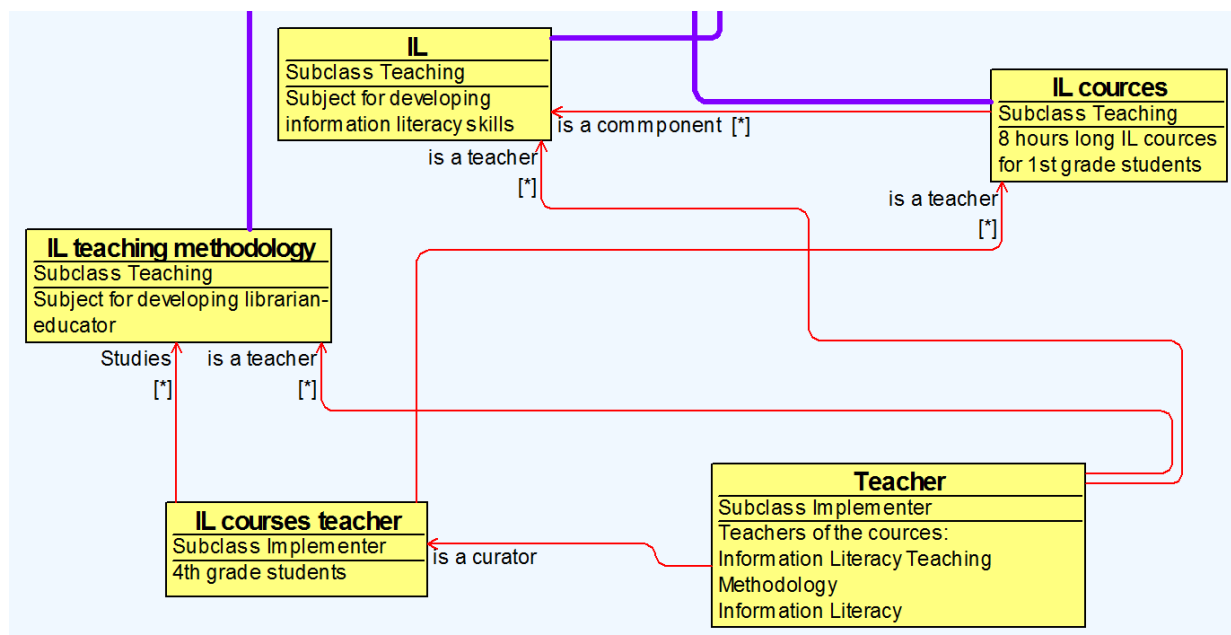 IL
Subclass Teaching
Subject for developing
information literacy skills
IL cources
Subclass Teaching
8 hours long IL cources
for 1st grade students
is a commponent [*]
is a teacher
[*]
is a teacher
[*]
IL teaching methodology
Subclass Teaching
Subject for developing librarian-
educator
Studies
[*]
is a teacher
[*]
IL courses teacher
Subclass Implementer
4th grade students
is a curator
Teacher
Subclass Implementer
Teachers of the cources:
Information Literacy Teaching
Methodology
Information Literacy